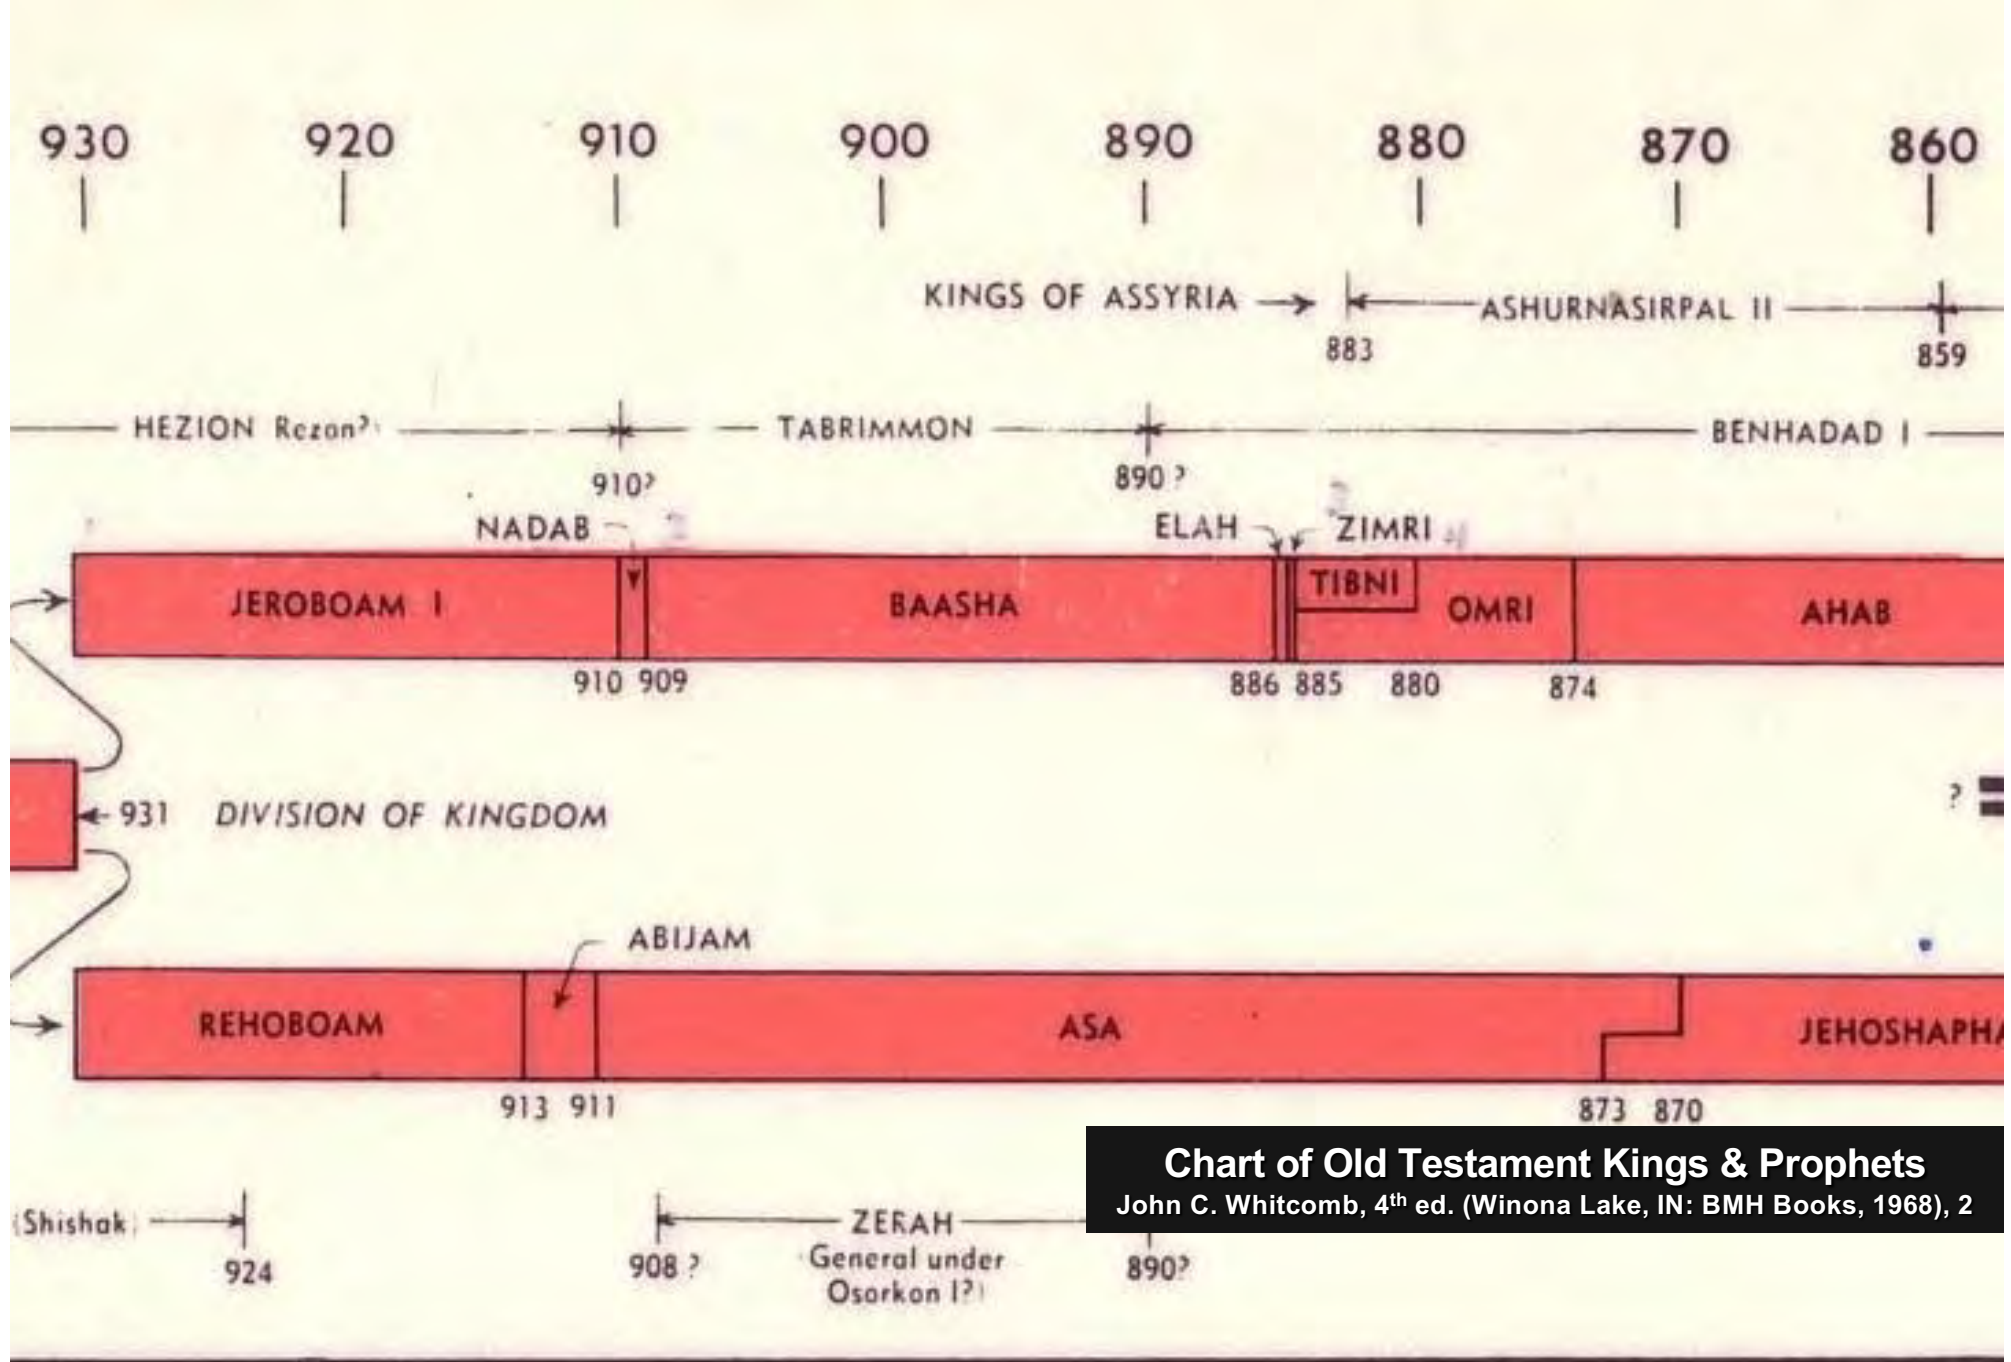 930 920 910 900 890 880 870 860
KINGS OF ASSYRIA ASHURNASIRPAL II
883 859
HEZION Rezon? TABRIMMON BENHADAD I
910? 890?
NADAB ELAH ZIMRI
JEROBOAM I BAASHA TIBNI OMRI AHAB
910 909 886 885 880 874
931 DIVISION OF KINGDOM
?
ABIJAM
REHOBOAM ASA JEHOSHAPHA
913 911 873 870
Chart of Old Testament Kings & Prophets
John C. Whitcomb, 4th ed. (Winona Lake, IN: BMH Books, 1968), 2
(Shishak) ZERAH
924 908? General under 890?
Osorkon I?)